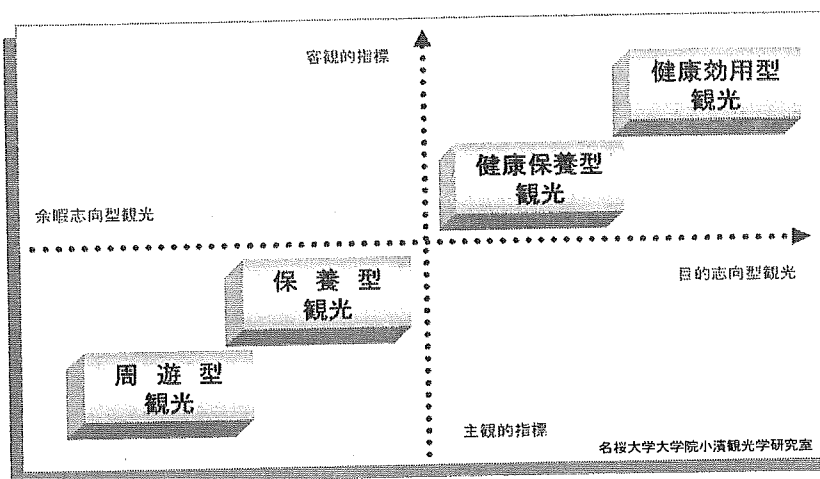 客観的指標
健康効用型
観光
健康保養型
観光
余暇志向型観光
目的志向型観光
保養型
観光
周遊型
観光
主観的指標
名桜大学大学院小濱観光学研究室